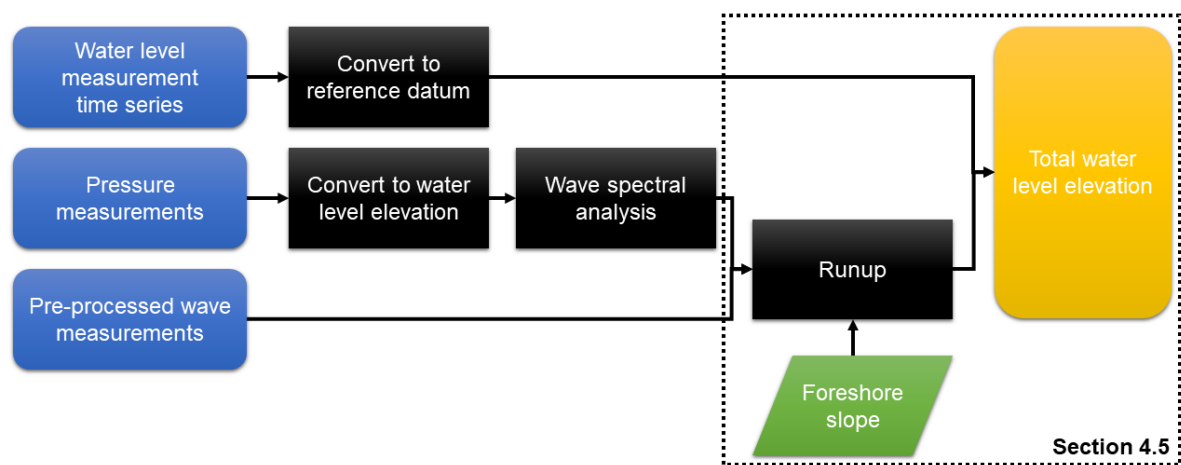 Water level
measurement
time series
Convert to
reference datum
Total water
level elevation
Pressure
measurements
Convert to water
level elevation
Wave spectral
analysis
Runup
Pre-processed wave
measurements
Foreshore
slope
Section 4.5